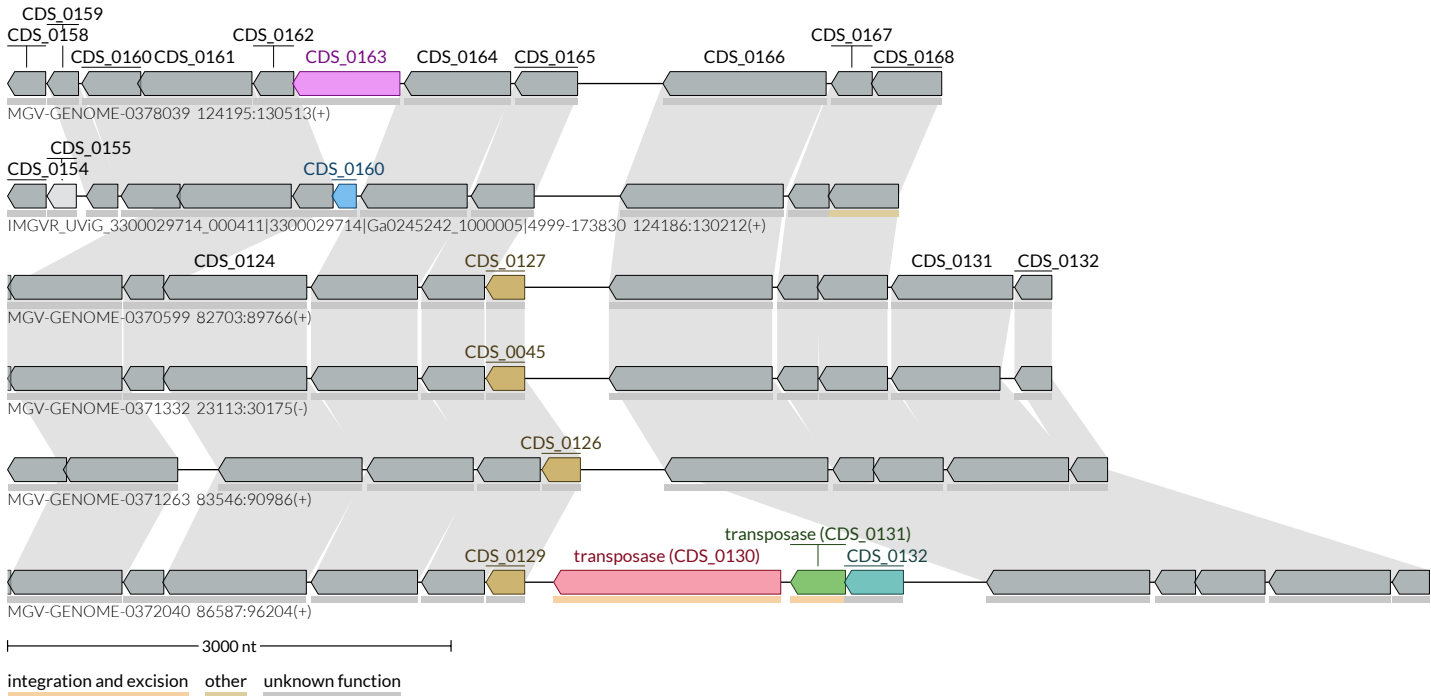 CDS_0159
CDS_0158 CDS_0162 CDS_0167
CDS_0160 CDS_0161 CDS_0163 CDS_0164 CDS_0165 CDS_0166 CDS_0168
MGV-GENOME-0378039 124195:130513(+)
CDS_0155
CDS_0154 CDS_0160
IMGVR_UViG_3300029714_000411|3300029714|Ga0245242_1000005|4999-173830 124186:130212(+)
CDS_0124 CDS_0127 CDS_0131 CDS_0132
MGV-GENOME-0370599 82703:89766(+)
CDS_0045
MGV-GENOME-0371332 23113:30175(-)
CDS_0126
MGV-GENOME-0371263 83546:90986(+)
transposase (CDS_0131)
CDS_0129 transposase (CDS_0130) CDS_0132
MGV-GENOME-0372040 86587:96204(+)
3000 nt
integration and excision other unknown function